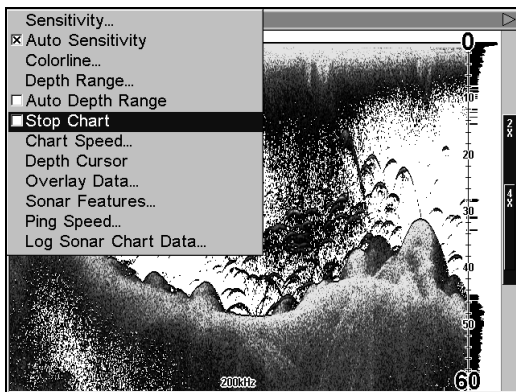 Sensitivity...
Auto Sensitivity
Colorline...
Depth Range...
Auto Depth Range
Stop Chart
Chart Speed...
Depth Cursor
Overlay Data...
Sonar Features...
Ping Speed...
Log Sonar Chart Data...
0
10
20
30
40
50
60
2X
4X
200kHz